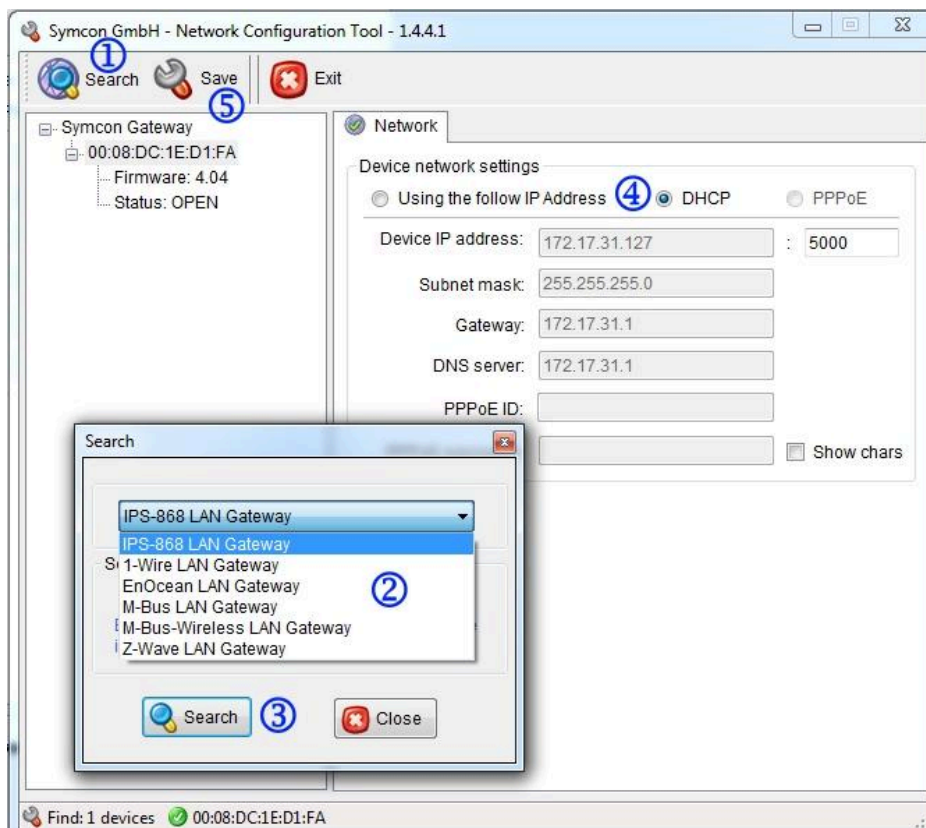 Symcon GmbH - Network Configuration Tool - 1.4.4.1
① Search Save ⑤ Exit
Symcon Gateway
00:08:DC:1E:D1:FA
Firmware: 4.04
Status: OPEN
Network
Device network settings
Using the follow IP Address ④ DHCP PPPoE
Device IP address: 172.17.31.127 : 5000
Subnet mask: 255.255.255.0
Gateway: 172.17.31.1
DNS server: 172.17.31.1
PPPoE ID:
Show chars
Search
IPS-868 LAN Gateway
IPS-868 LAN Gateway
1-Wire LAN Gateway
EnOcean LAN Gateway
M-Bus LAN Gateway
M-Bus-Wireless LAN Gateway
Z-Wave LAN Gateway
②
Search ③ Close
Find: 1 devices 00:08:DC:1E:D1:FA